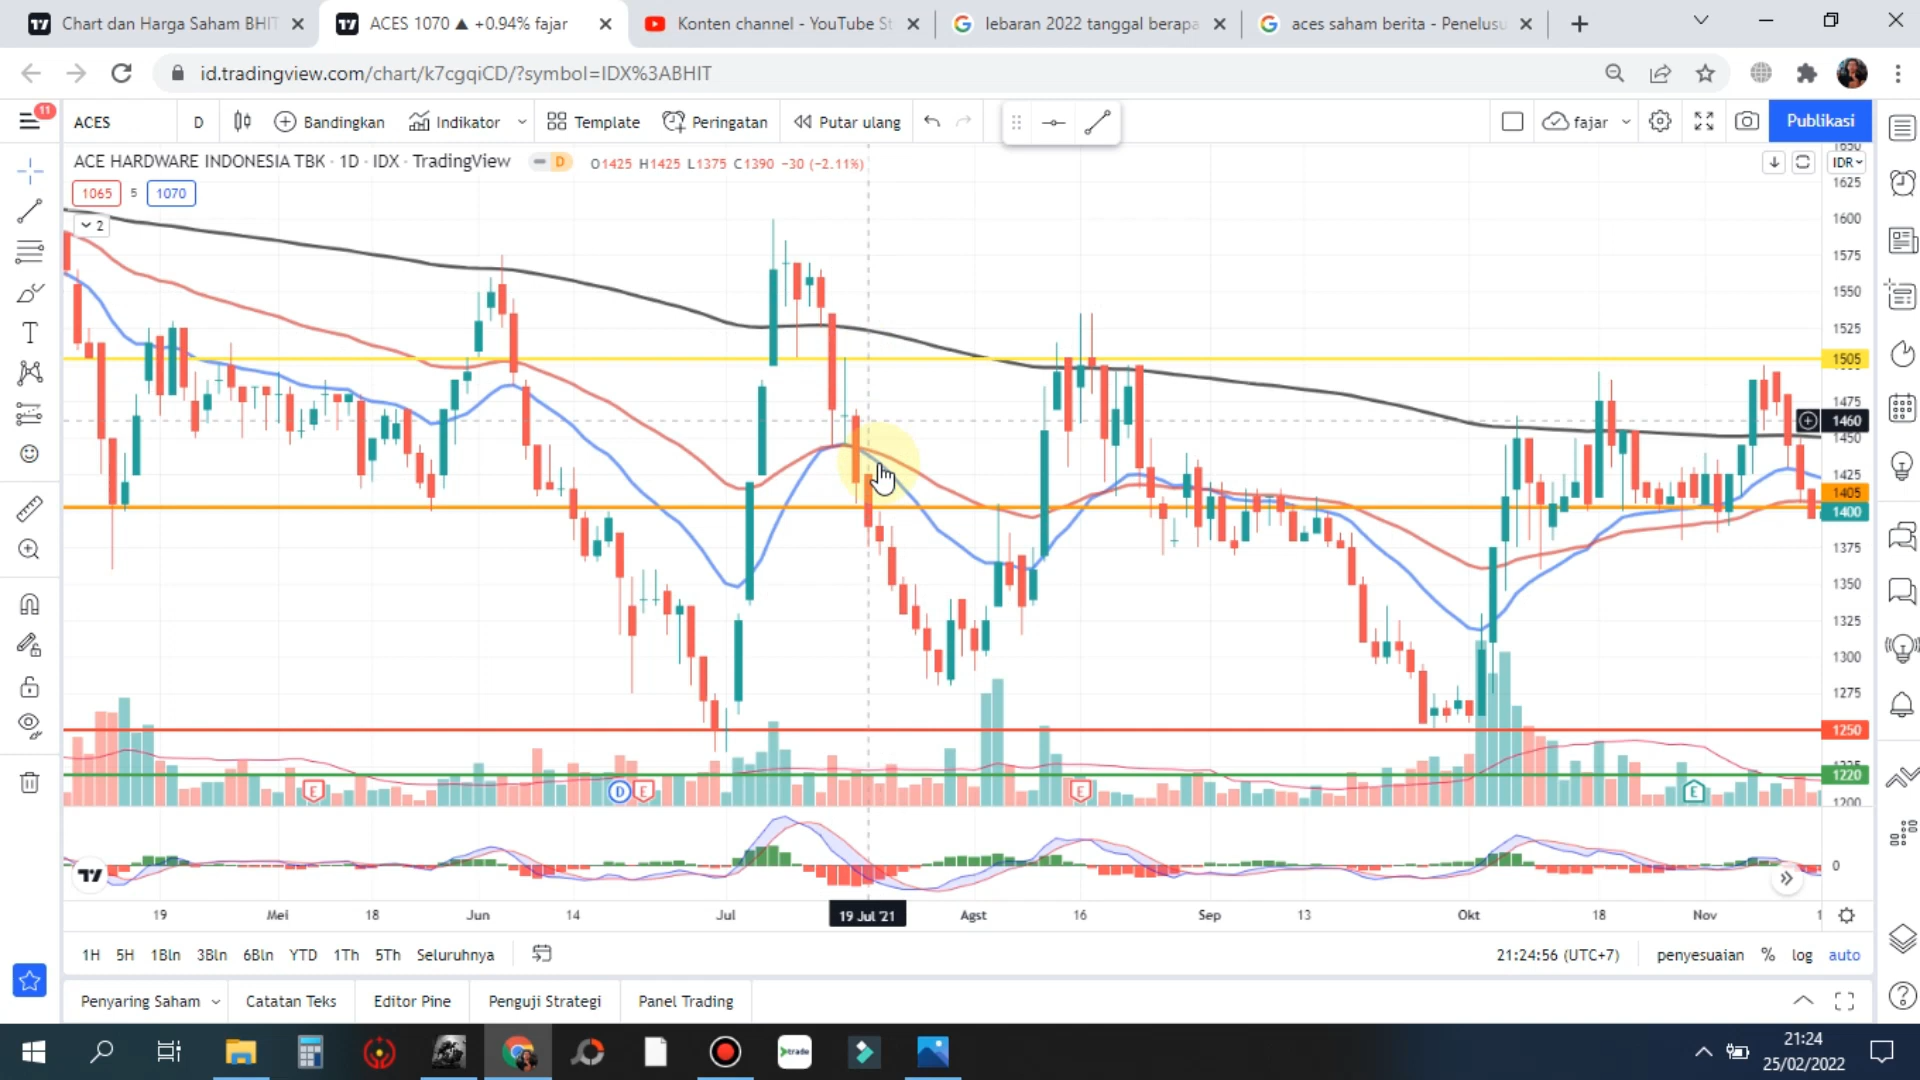 Chart dan Harga Saham BHIT
ACES 1070 ▲ +0.94% fajar
Konten channel - YouTube St
lebaran 2022 tanggal berapa
aces saham berita - Penelusu
id.tradingview.com/chart/k7cgqiCD/?symbol=IDX%3ABHIT
11
ACES
D
Bandingkan
Indikator
Template
Peringatan
Putar ulang
fajar
Publikasi
ACE HARDWARE INDONESIA TBK · 1D · IDX · TradingView
D
O1425 H1425 L1375 C1390 −30 (−2.11%)
IDR
1065
5
1070
2
1650
1625
1600
1575
1550
1525
1505
1475
1460
1450
1425
1405
1400
1375
1350
1325
1300
1275
1250
1225
1220
1200
E
D
E
E
E
0
19
Mei
18
Jun
14
Jul
19 Jul '21
Agst
16
Sep
13
Okt
18
Nov
1H
5H
1Bln
3Bln
6Bln
YTD
1Th
5Th
Seluruhnya
21:24:56 (UTC+7)
penyesuaian
%
log
auto
Penyaring Saham
Catatan Teks
Editor Pine
Penguji Strategi
Panel Trading
trade
21:24
25/02/2022